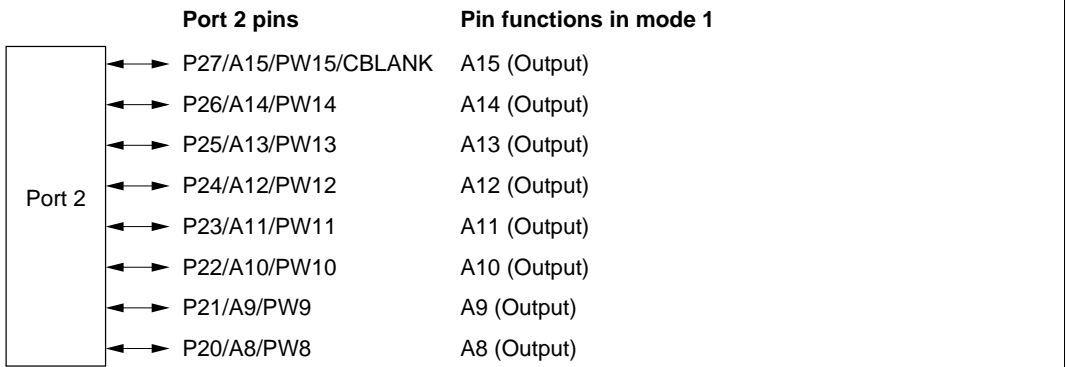 Port 2 pins Pin functions in mode 1
P27/A15/PW15/CBLANK A15 (Output)
P26/A14/PW14 A14 (Output)
P25/A13/PW13 A13 (Output)
P24/A12/PW12 A12 (Output)
Port 2
P23/A11/PW11 A11 (Output)
P22/A10/PW10 A10 (Output)
P21/A9/PW9 A9 (Output)
P20/A8/PW8 A8 (Output)